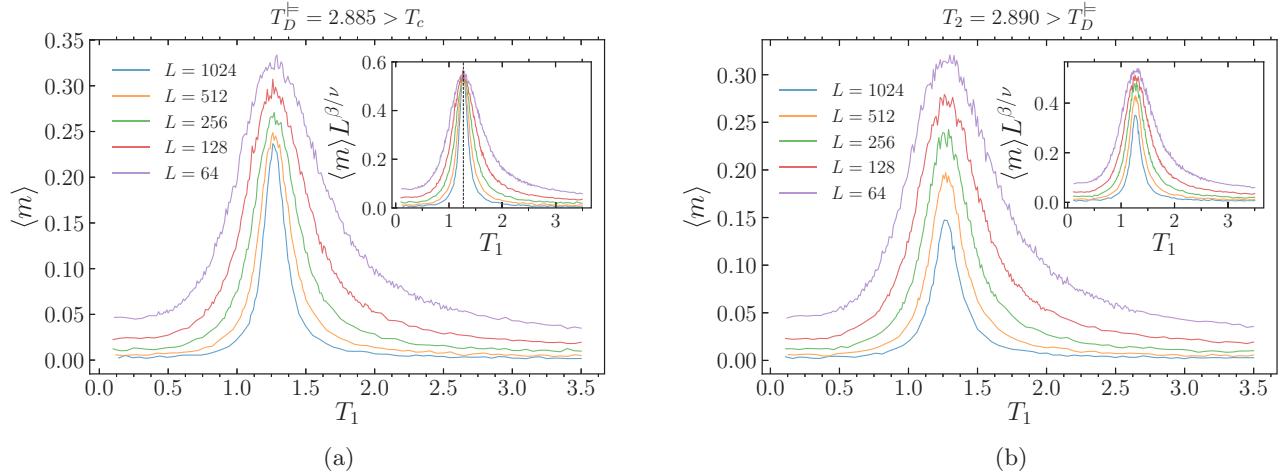 $T_D^{\vDash} = 2.885 > T_c$
0.35
0.30
0.25
0.20
0.15
0.10
0.05
0.00
⟨m⟩
L = 1024
L = 512
L = 256
L = 128
L = 64
0.6
0.4
0.2
0.0
$⟨m⟩L^{β/ν}$
1 2 3
$T_1$
0.0 0.5 1.0 1.5 2.0 2.5 3.0 3.5
$T_1$
(a)
$T_2 = 2.890 > T_D^{\vDash}$
0.30
0.25
0.20
0.15
0.10
0.05
0.00
⟨m⟩
L = 1024
L = 512
L = 256
L = 128
L = 64
0.4
0.2
0.0
$⟨m⟩L^{β/ν}$
0 1 2 3
$T_1$
0.0 0.5 1.0 1.5 2.0 2.5 3.0 3.5
$T_1$
(b)